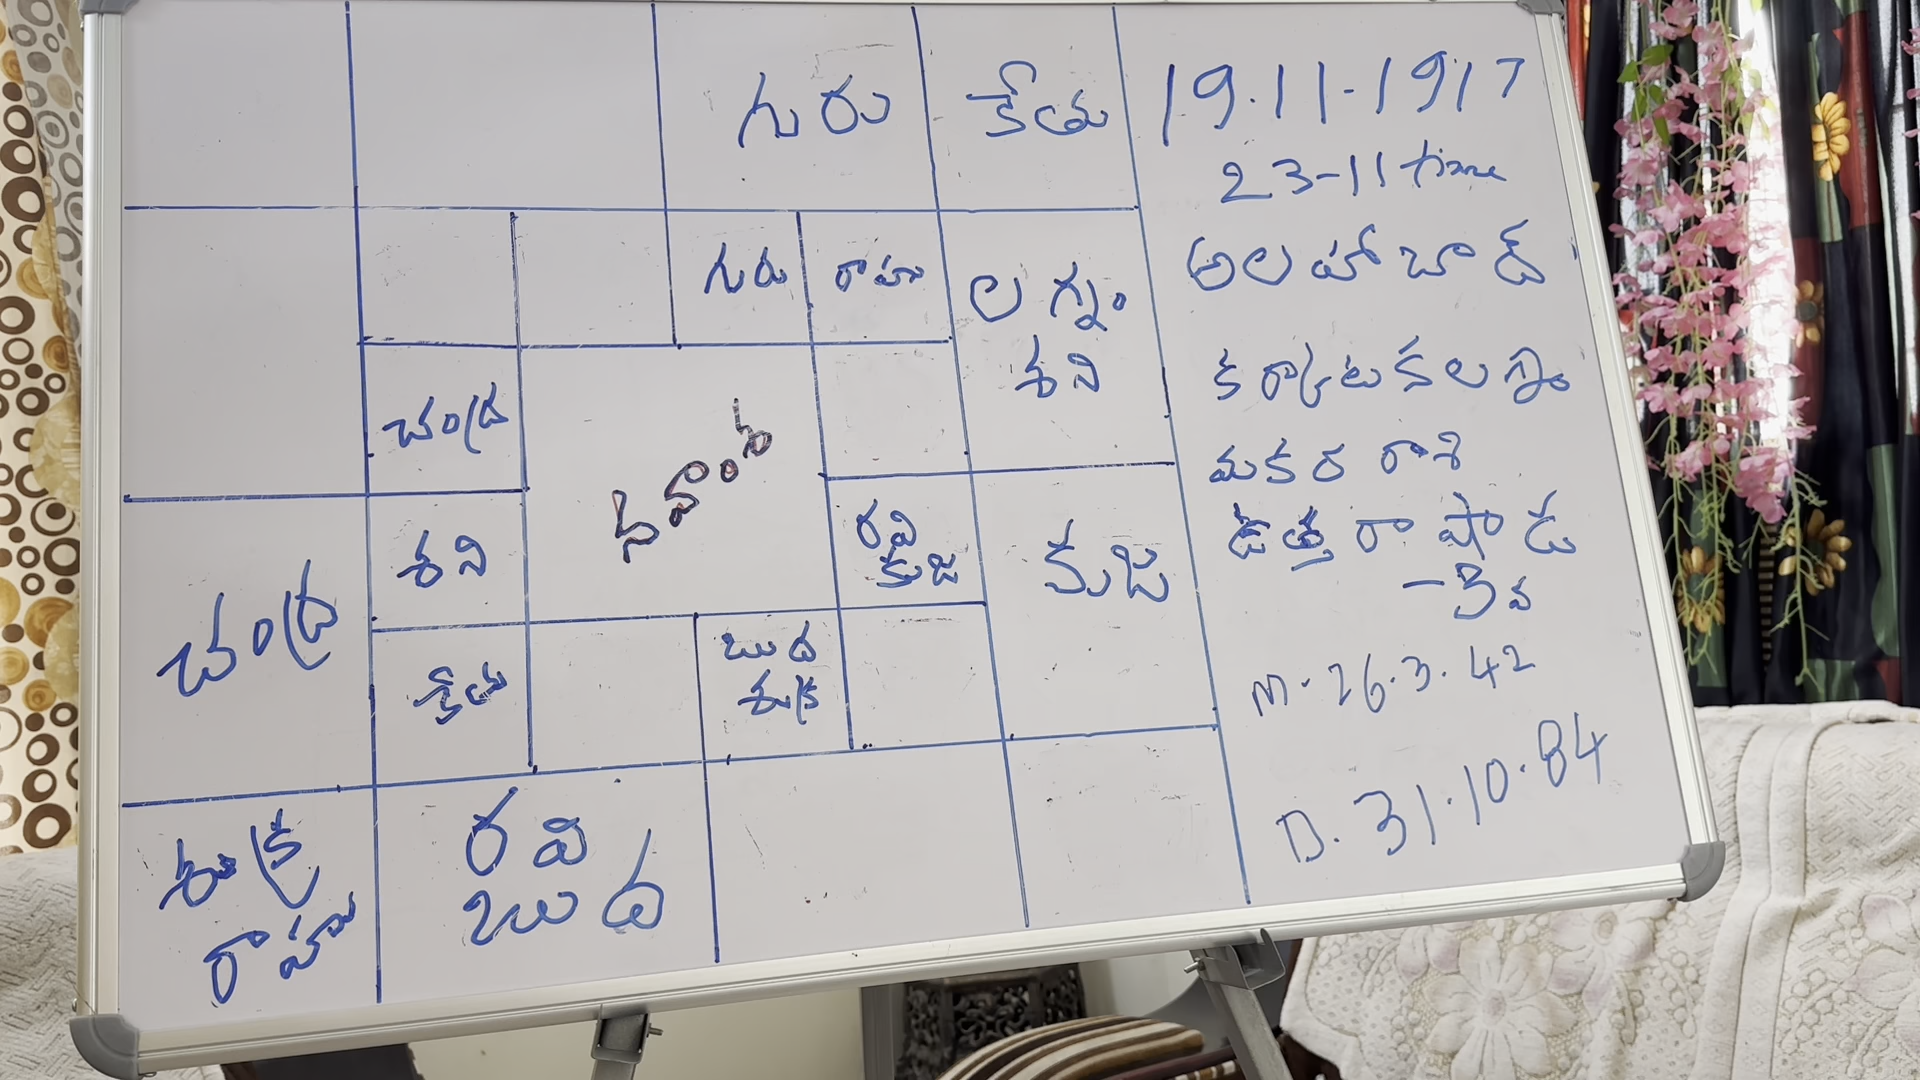 గురు
కేతు
19.11-1917
23-11 time
అలహాబాద్
కర్కాటకలగ్నం
మకర రాశి
ఉత్తరాషాడ
-3వ
M. 26.3.42
D. 31.10.84
గురు
రాహు
లగ్నం
శని
చంద్ర
నవాంశ
శని
రవి
కుజ
కుజ
చంద్ర
కేతు
బుధ
శుక్ర
శుక్ర
రాహు
రవి
బుధ